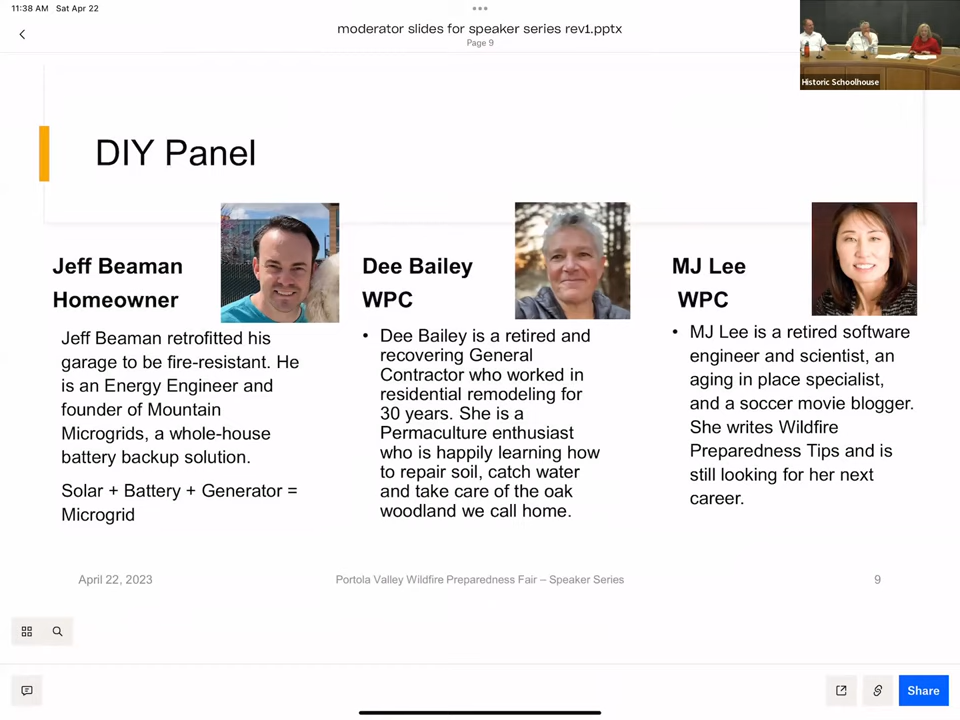 11:38 AM Sat Apr 22
moderator slides for speaker series rev1.pptx
Page 9
Historic Schoolhouse
DIY Panel
Jeff Beaman
Homeowner
Jeff Beaman retrofitted his
garage to be fire-resistant. He
is an Energy Engineer and
founder of Mountain
Microgrids, a whole-house
battery backup solution.
Solar + Battery + Generator =
Microgrid
Dee Bailey
WPC
• Dee Bailey is a retired and
recovering General
Contractor who worked in
residential remodeling for
30 years. She is a
Permaculture enthusiast
who is happily learning how
to repair soil, catch water
and take care of the oak
woodland we call home.
MJ Lee
WPC
• MJ Lee is a retired software
engineer and scientist, an
aging in place specialist,
and a soccer movie blogger.
She writes Wildfire
Preparedness Tips and is
still looking for her next
career.
April 22, 2023
Portola Valley Wildfire Preparedness Fair – Speaker Series
9
Share